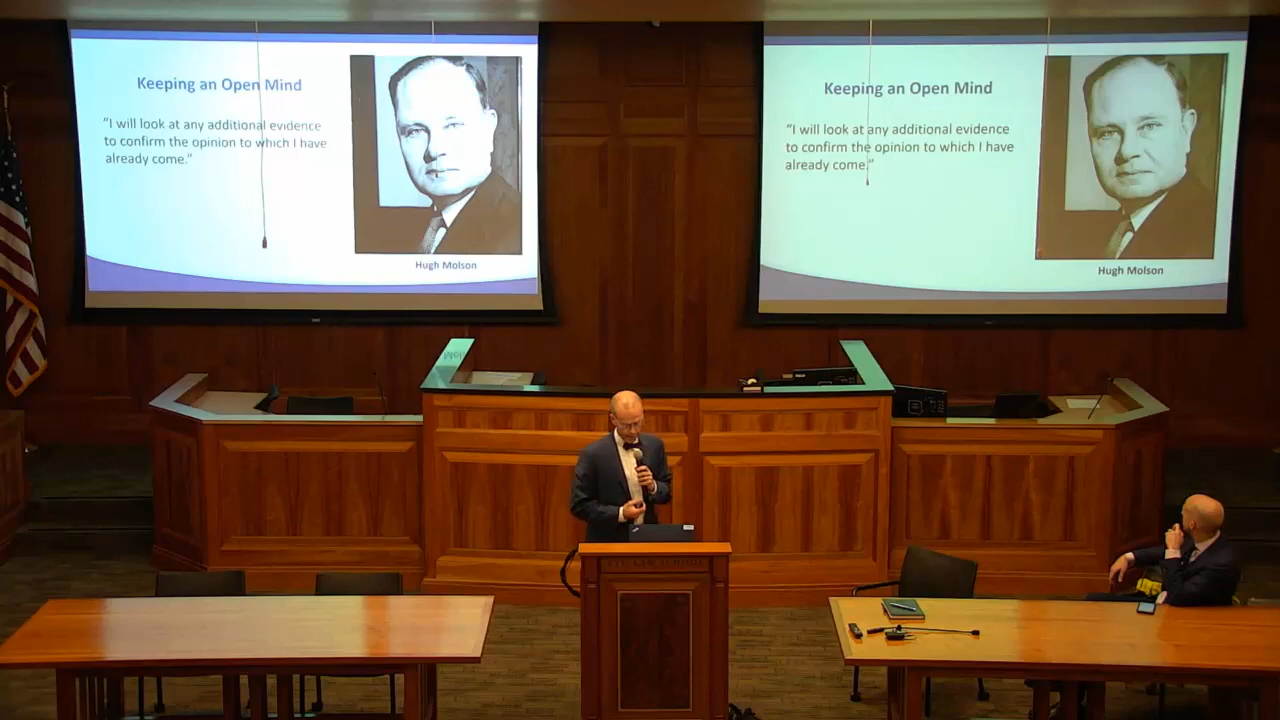 Keeping an Open Mind
“I will look at any additional evidence
to confirm the opinion to which I have
already come.”
Hugh Molson
Keeping an Open Mind
“I will look at any additional evidence
to confirm the opinion to which I have
already come.”
Hugh Molson
LAW SCHOOL